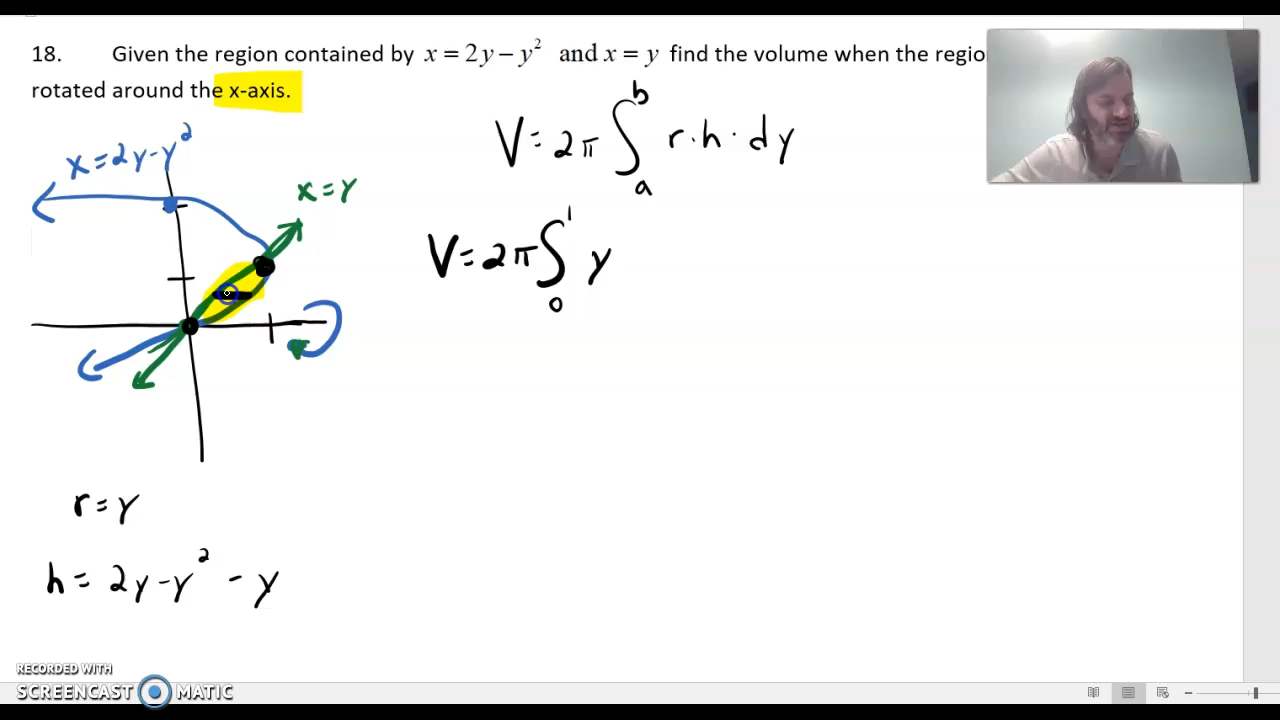 18. Given the region contained by x = 2y − y² and x = y find the volume when the regio
rotated around the x-axis.
x = 2y - y²
x = y
V = 2π ∫ₐᵇ r · h · dy
V = 2π ∫₀¹ y
r = y
h = 2y - y² - y
RECORDED WITH
SCREENCAST MATIC